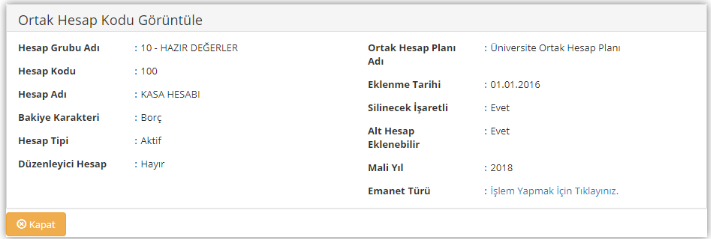 Ortak Hesap Kodu Görüntüle
Hesap Grubu Adı : 10 - HAZIR DEĞERLER
Hesap Kodu : 100
Hesap Adı : KASA HESABI
Bakiye Karakteri : Borç
Hesap Tipi : Aktif
Düzenleyici Hesap : Hayır
Ortak Hesap Planı : Üniversite Ortak Hesap Planı
Adı
Eklenme Tarihi : 01.01.2016
Silinecek İşaretli : Evet
Alt Hesap : Evet
Eklenebilir
Mali Yıl : 2018
Emanet Türü : İşlem Yapmak İçin Tıklayınız.
Kapat